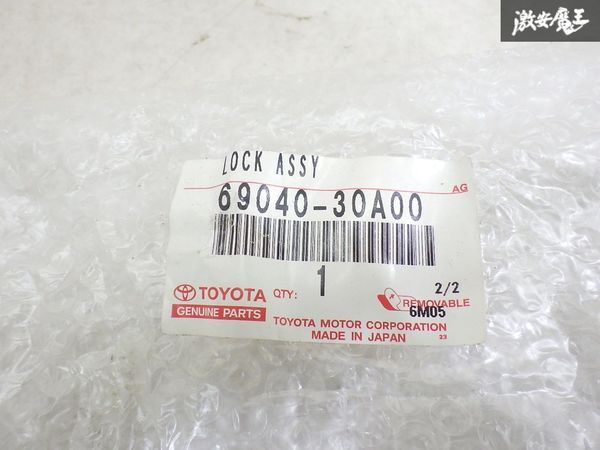 激安魔王
LOCK ASSY
AG
69040-30A00
TOYOTA
GENUINE PARTS
QTY:
1
2/2
REMOVABLE
6M05
TOYOTA MOTOR CORPORATION
MADE IN JAPAN
23